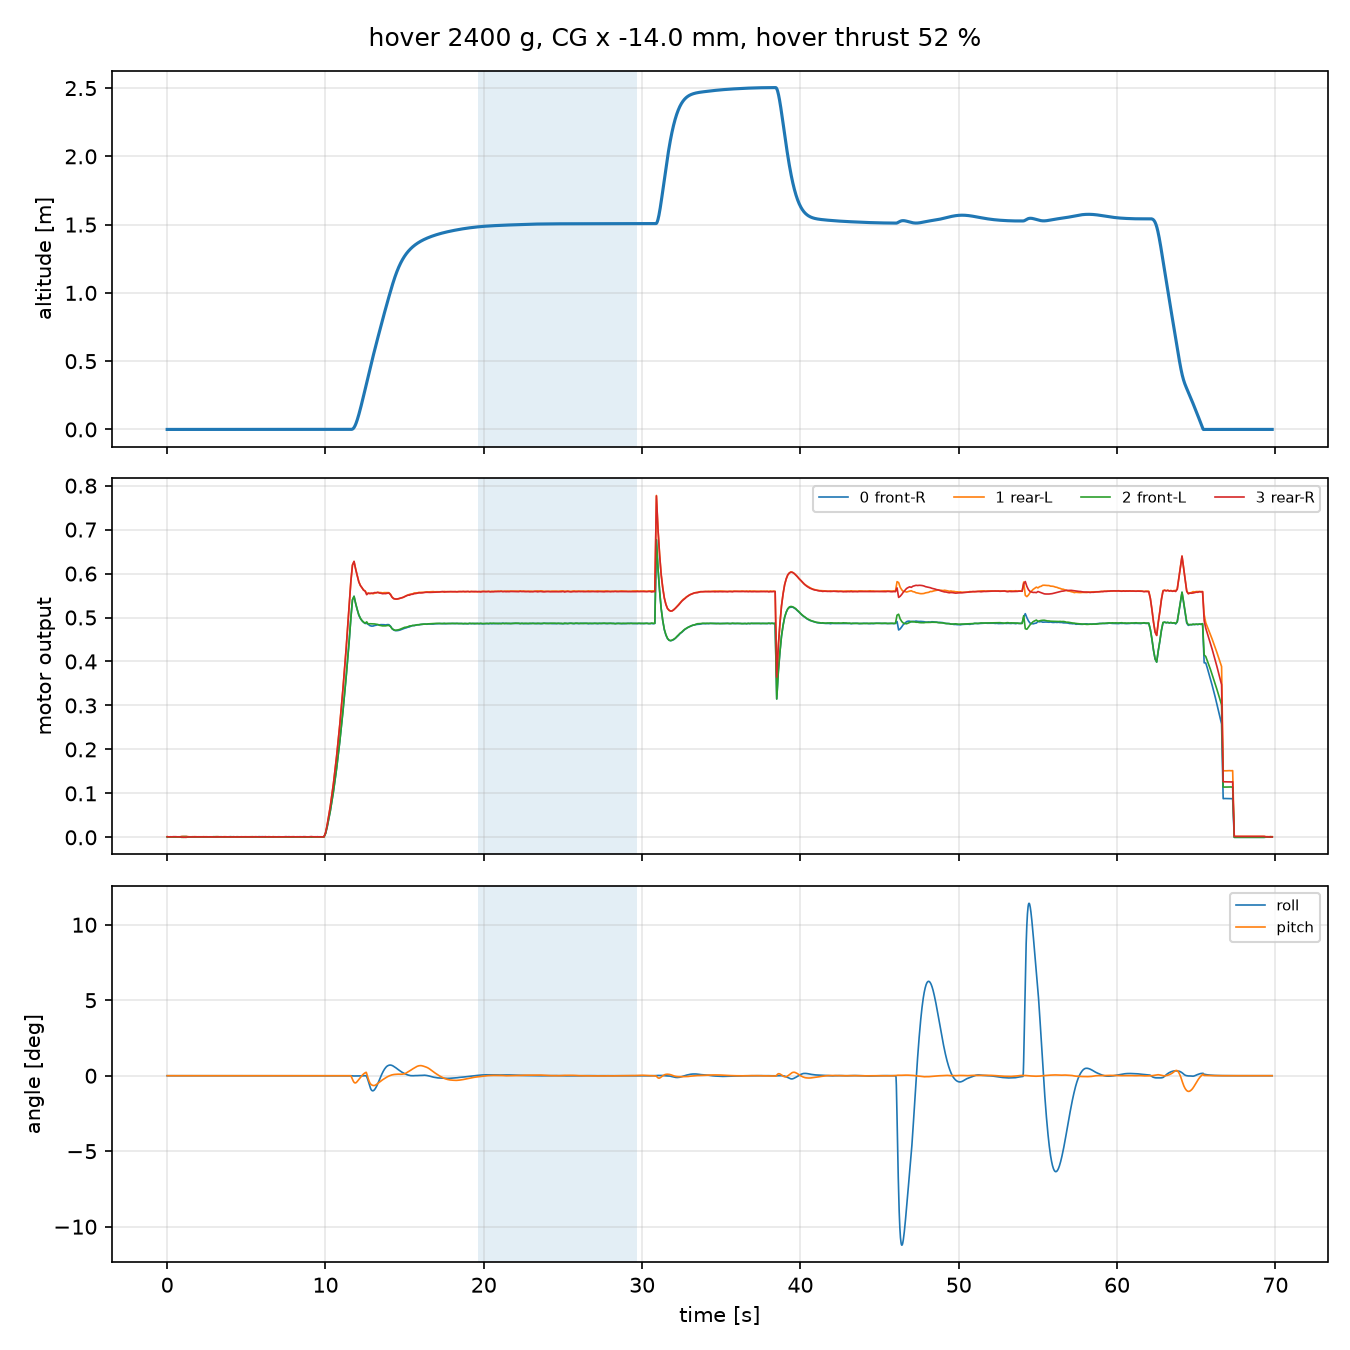 hover 2400 g, CG x -14.0 mm, hover thrust 52 %
2.5
2.0
1.5
1.0
0.5
0.0
altitude [m]
0 front-R 1 rear-L 2 front-L 3 rear-R
0.8
0.7
0.6
0.5
0.4
0.3
0.2
0.1
0.0
motor output
roll
pitch
10
5
0
−5
−10
angle [deg]
0 10 20 30 40 50 60 70
time [s]